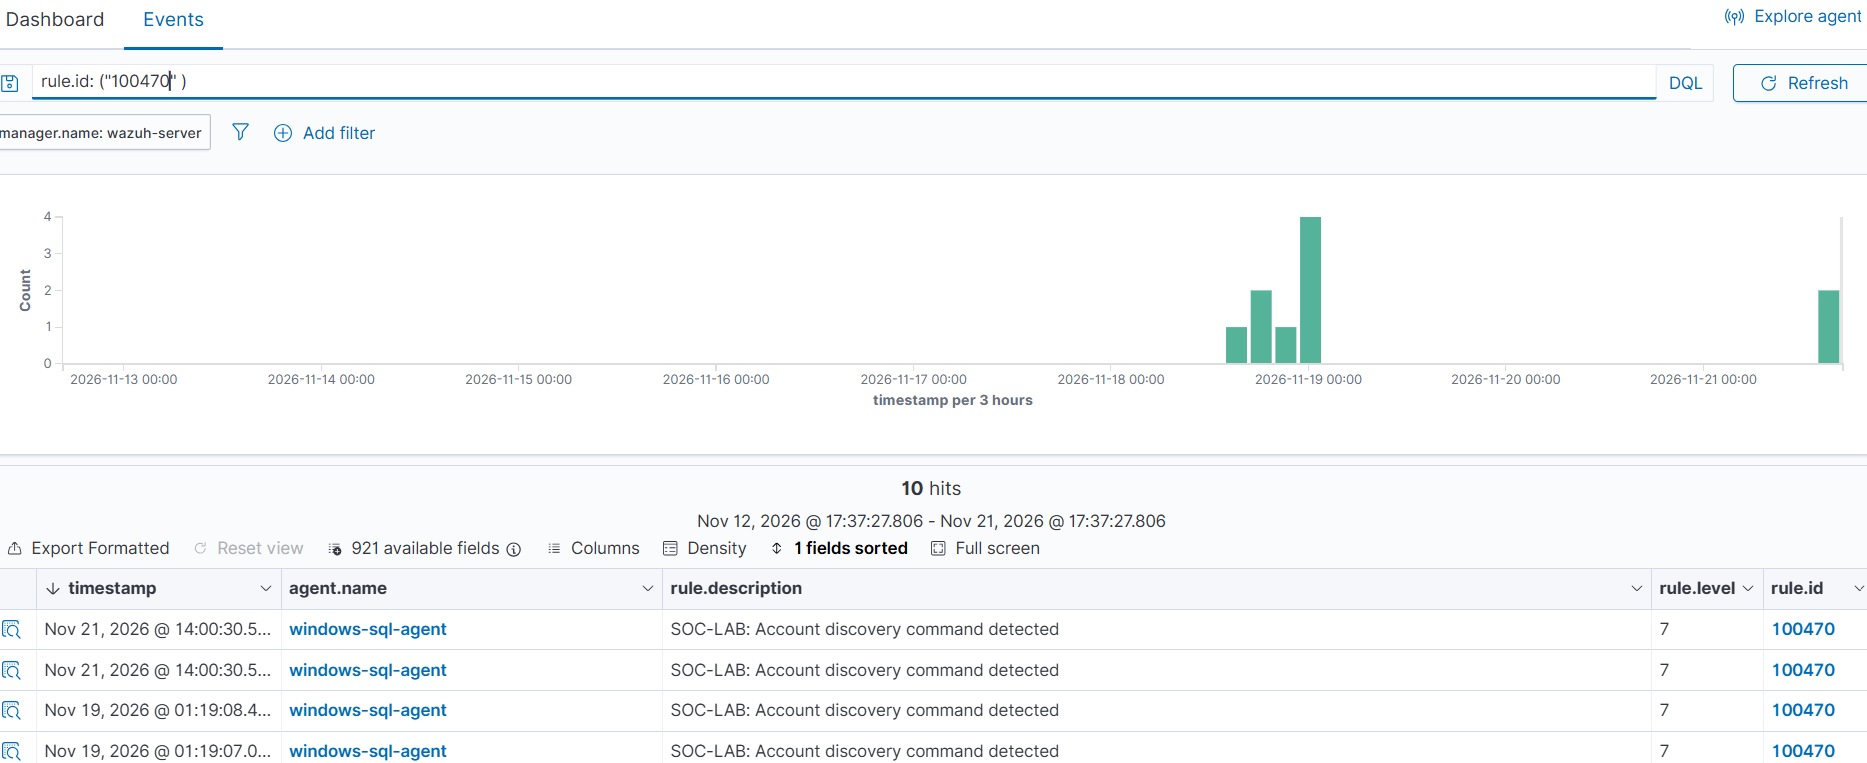 Dashboard Events Explore agent
rule.id: ("100470" ) DQL Refresh
manager.name: wazuh-server Add filter
4
3
2
1
0
Count
2026-11-13 00:00 2026-11-14 00:00 2026-11-15 00:00 2026-11-16 00:00 2026-11-17 00:00 2026-11-18 00:00 2026-11-19 00:00 2026-11-20 00:00 2026-11-21 00:00
timestamp per 3 hours
10 hits
Nov 12, 2026 @ 17:37:27.806 - Nov 21, 2026 @ 17:37:27.806
Export Formatted Reset view 921 available fields Columns Density 1 fields sorted Full screen
timestamp agent.name rule.description rule.level rule.id
Nov 21, 2026 @ 14:00:30.5... windows-sql-agent SOC-LAB: Account discovery command detected 7 100470
Nov 21, 2026 @ 14:00:30.5... windows-sql-agent SOC-LAB: Account discovery command detected 7 100470
Nov 19, 2026 @ 01:19:08.4... windows-sql-agent SOC-LAB: Account discovery command detected 7 100470
Nov 19, 2026 @ 01:19:07.0... windows-sql-agent SOC-LAB: Account discovery command detected 7 100470